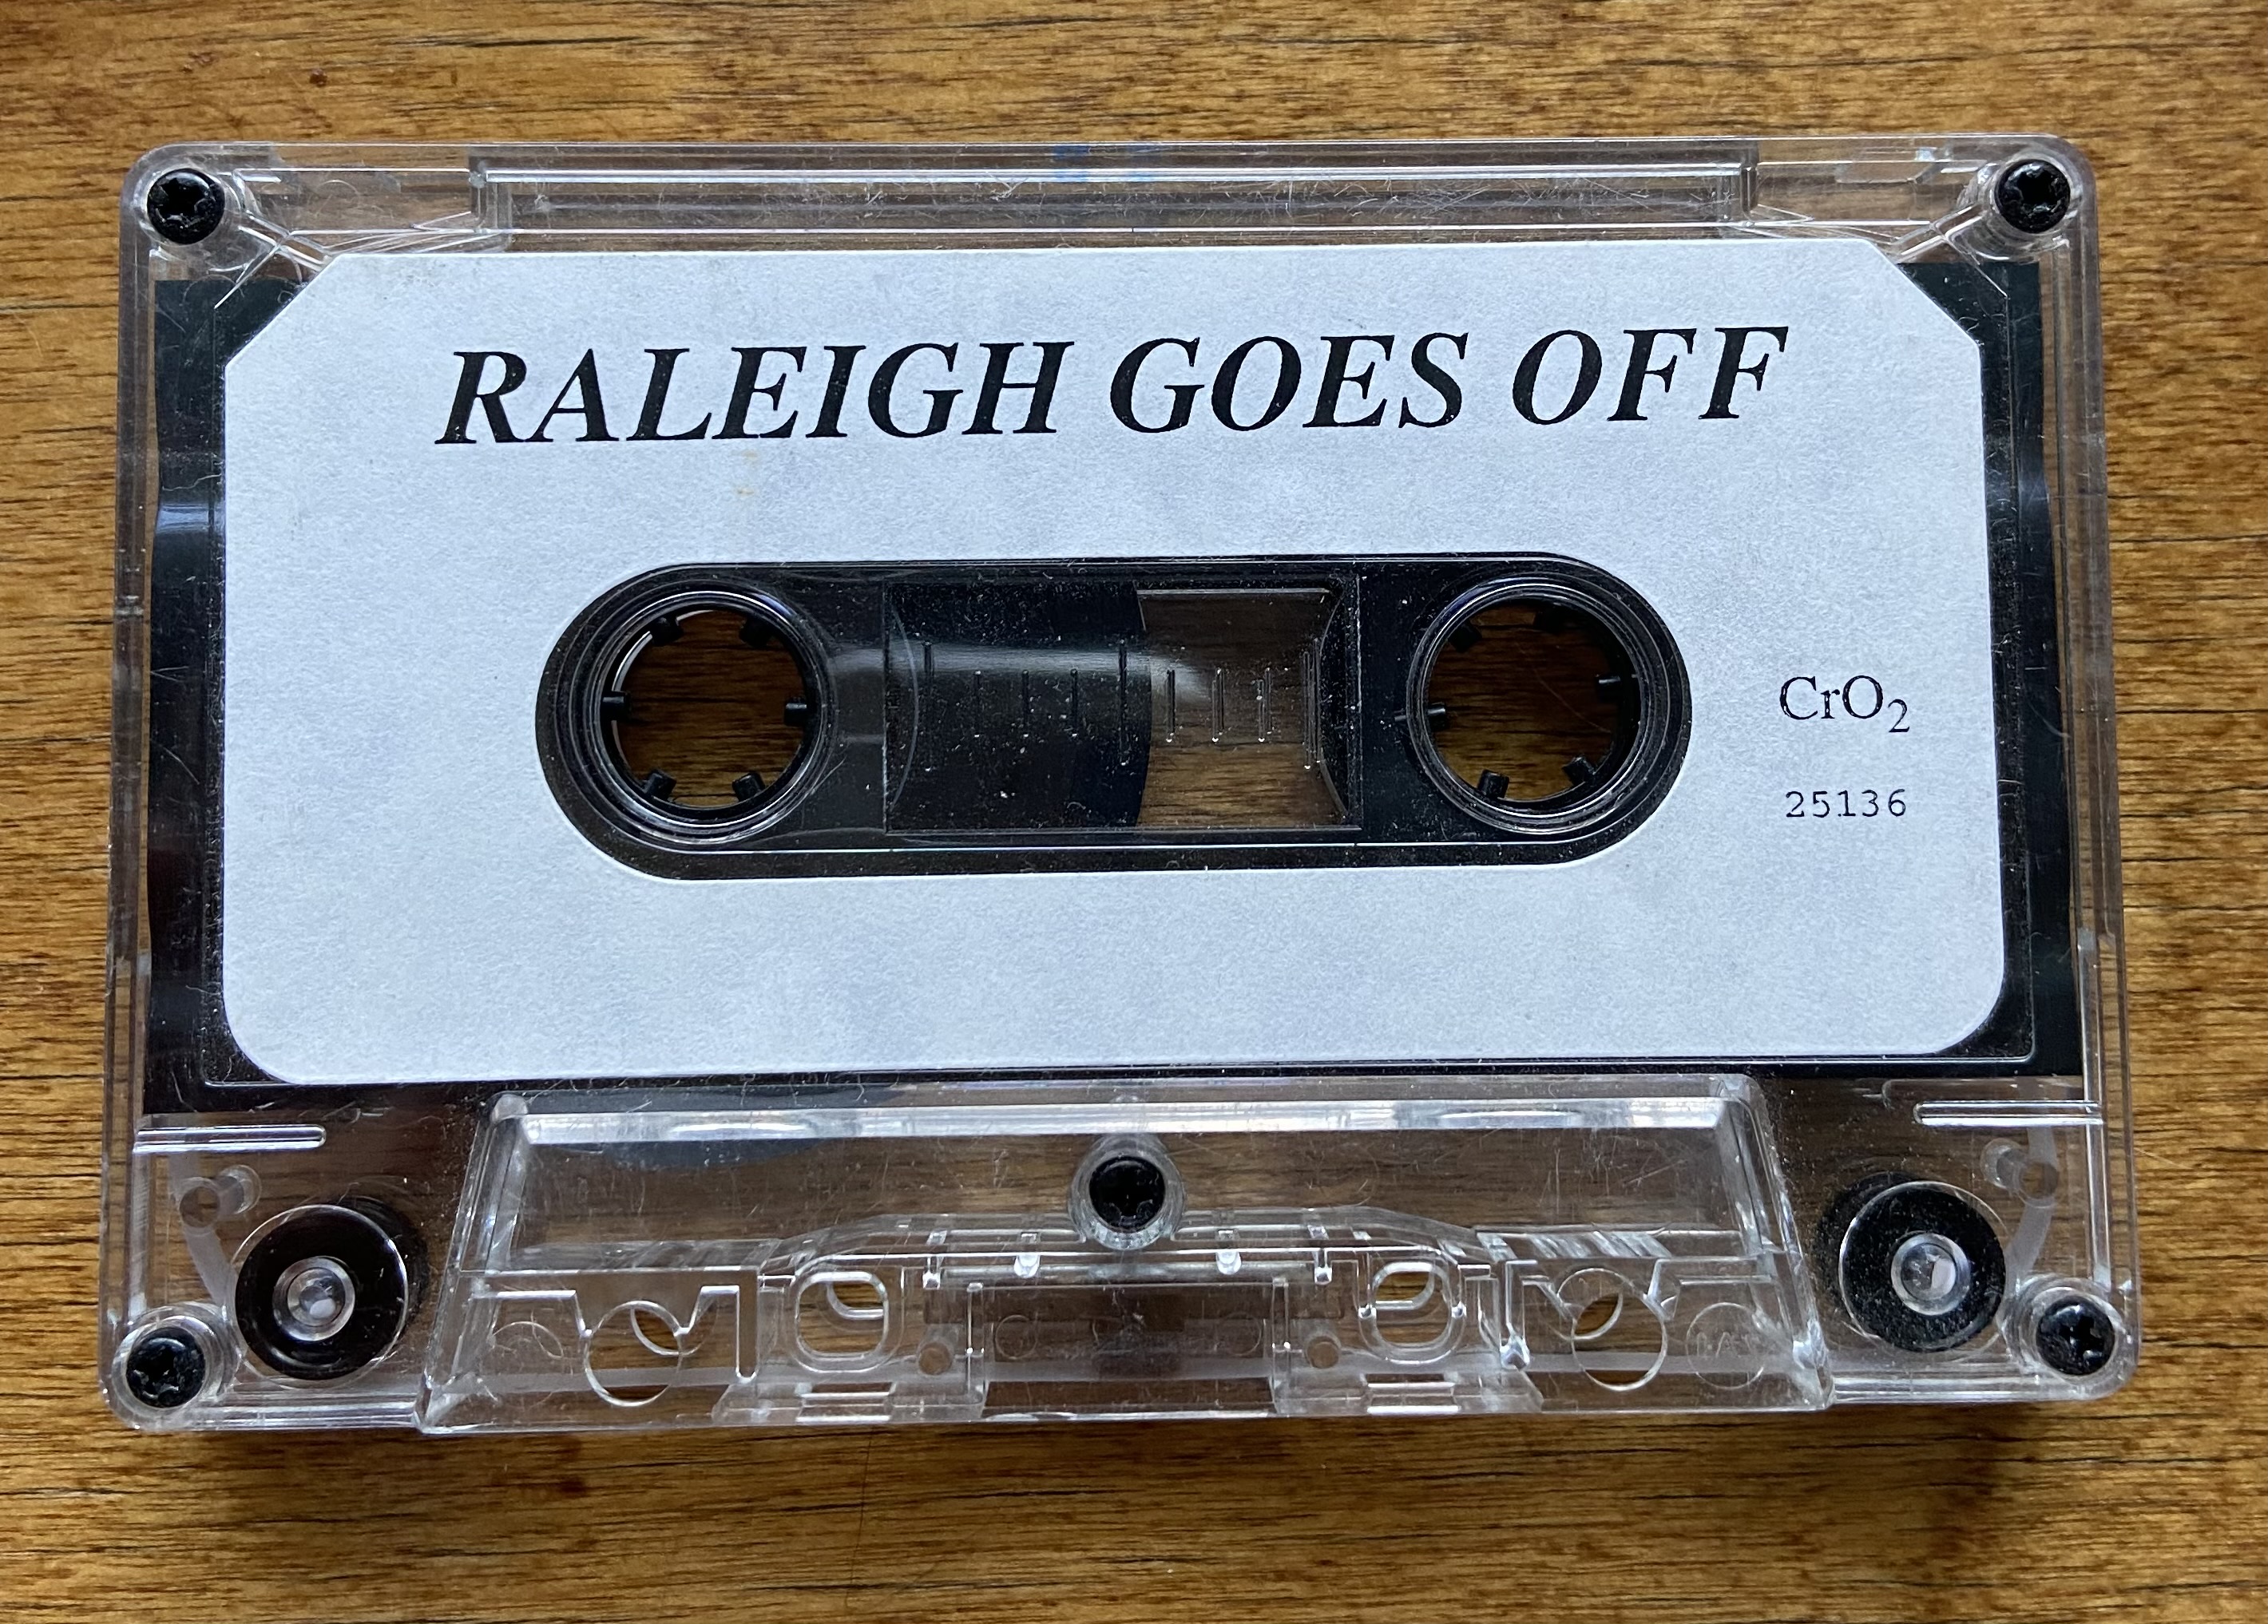 RALEIGH GOES OFF
CrO₂
25136